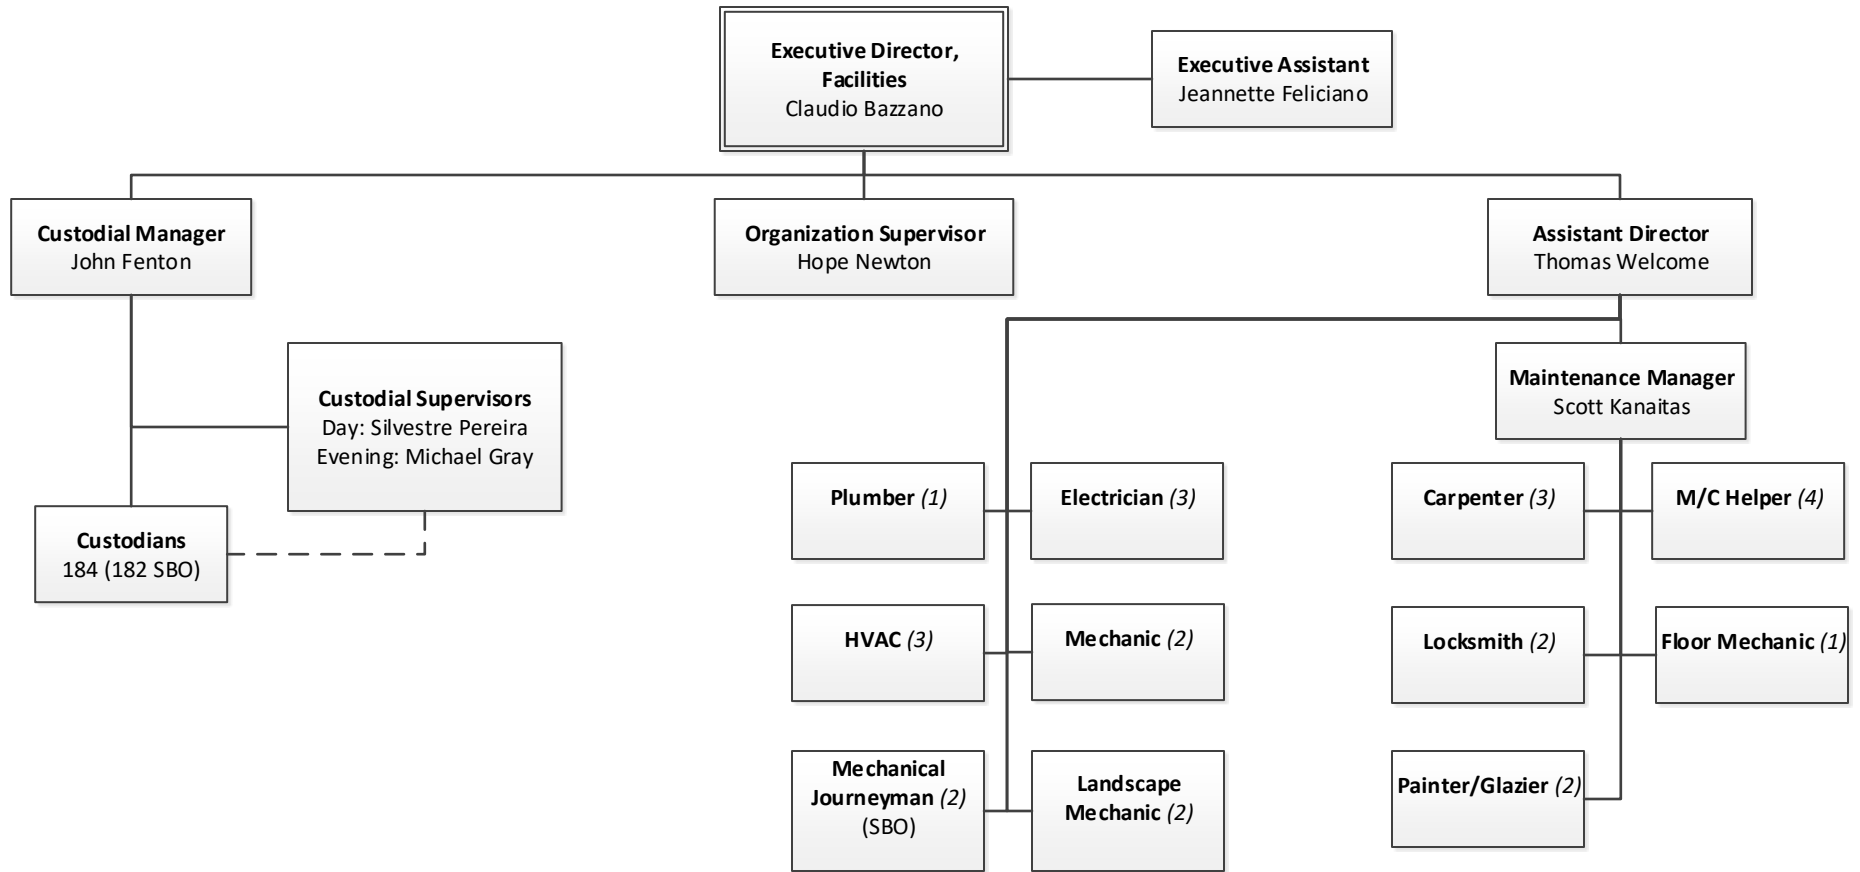 Executive Director,
Facilities
Claudio Bazzano
Executive Assistant
Jeannette Feliciano
Custodial Manager
John Fenton
Organization Supervisor
Hope Newton
Assistant Director
Thomas Welcome
Custodial Supervisors
Day: Silvestre Pereira
Evening: Michael Gray
Maintenance Manager
Scott Kanaitas
Custodians
184 (182 SBO)
Plumber (1)
Electrician (3)
Carpenter (3)
M/C Helper (4)
HVAC (3)
Mechanic (2)
Locksmith (2)
Floor Mechanic (1)
Mechanical
Journeyman (2)
(SBO)
Landscape
Mechanic (2)
Painter/Glazier (2)